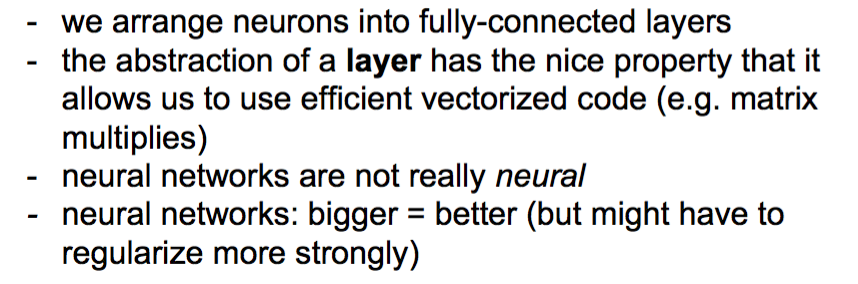 - we arrange neurons into fully-connected layers
- the abstraction of a layer has the nice property that it
allows us to use efficient vectorized code (e.g. matrix
multiplies)
- neural networks are not really neural
- neural networks: bigger = better (but might have to
regularize more strongly)